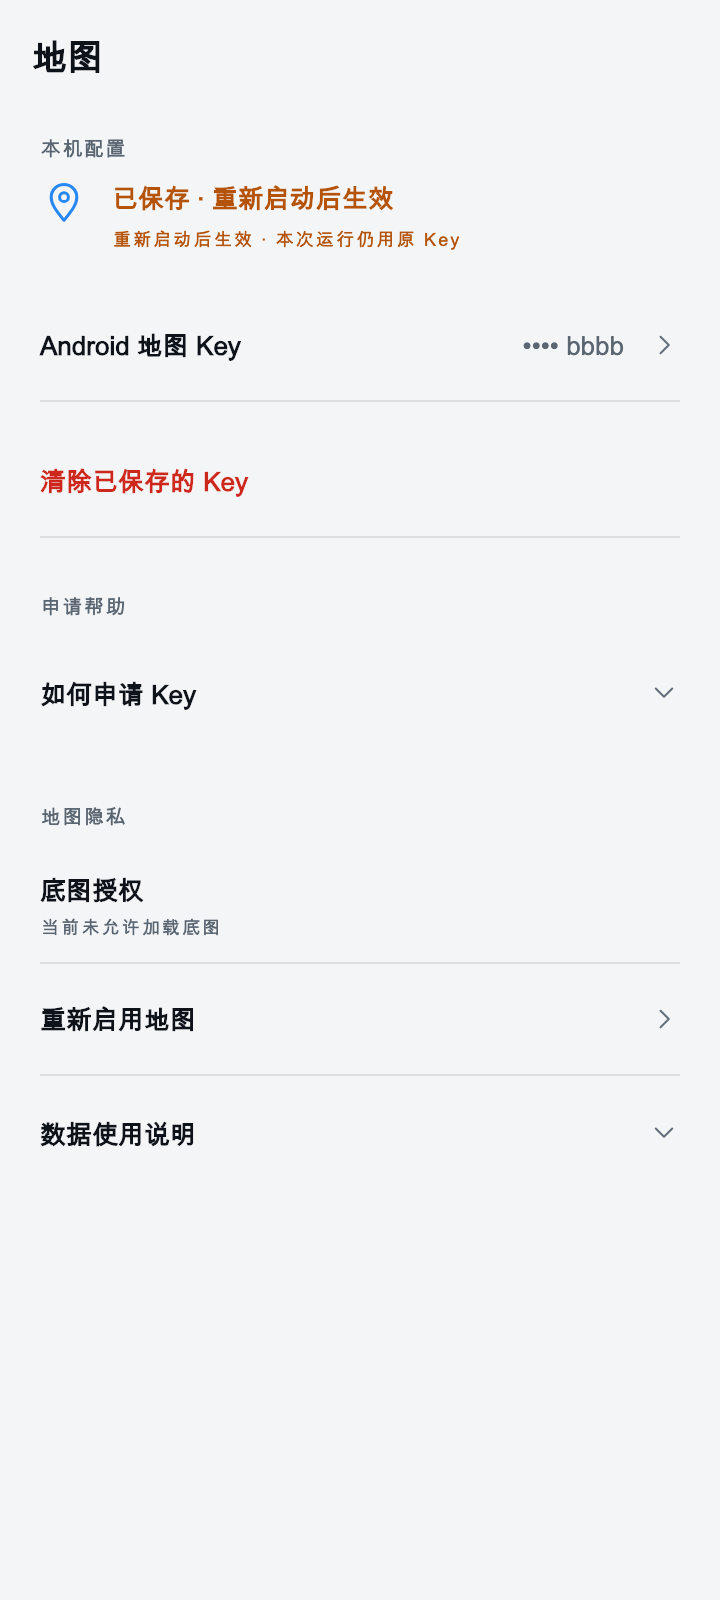 地图
本机配置
已保存 · 重新启动后生效
重新启动后生效 · 本次运行仍用原 Key
Android 地图 Key
•••• bbbb
清除已保存的 Key
申请帮助
如何申请 Key
地图隐私
底图授权
当前未允许加载底图
重新启用地图
数据使用说明